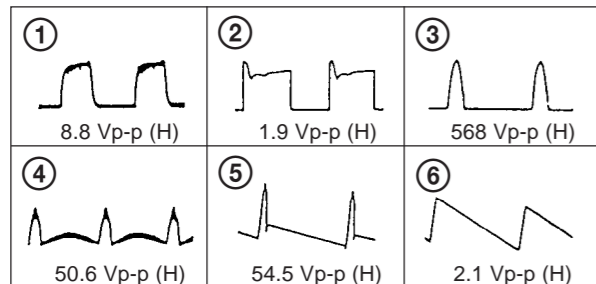 ① ② ③
8.8 Vp-p (H) 1.9 Vp-p (H) 568 Vp-p (H)
④ ⑤ ⑥
50.6 Vp-p (H) 54.5 Vp-p (H) 2.1 Vp-p (H)